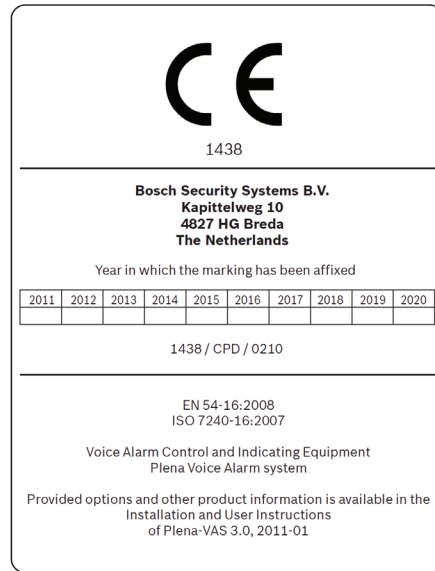 CE
1438
Bosch Security Systems B.V.
Kapittelweg 10
4827 HG Breda
The Netherlands
Year in which the marking has been affixed
2011 2012 2013 2014 2015 2016 2017 2018 2019 2020
1438 / CPD / 0210
EN 54-16:2008
ISO 7240-16:2007
Voice Alarm Control and Indicating Equipment
Plena Voice Alarm system
Provided options and other product information is available in the
Installation and User Instructions
of Plena-VAS 3.0, 2011-01